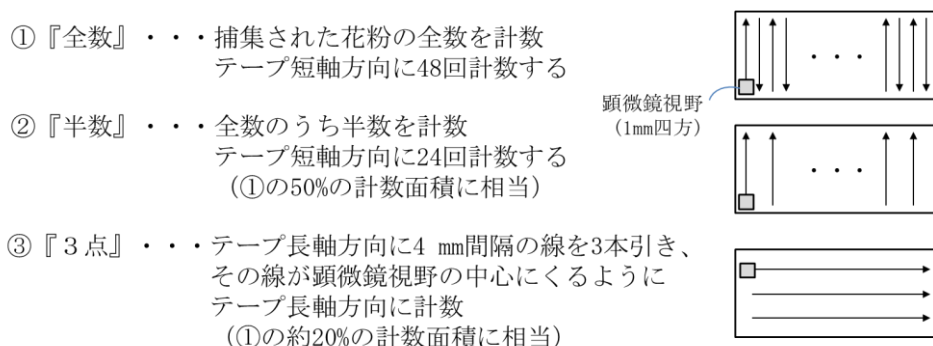 ①『全数』・・・捕集された花粉の全数を計数
テープ短軸方向に48回計数する
②『半数』・・・全数のうち半数を計数
テープ短軸方向に24回計数する
（①の50%の計数面積に相当）
③『３点』・・・テープ長軸方向に4 mm間隔の線を3本引き、
その線が顕微鏡視野の中心にくるように
テープ長軸方向に計数
（①の約20%の計数面積に相当）
顕微鏡視野
（1mm四方）
・・・
・・・